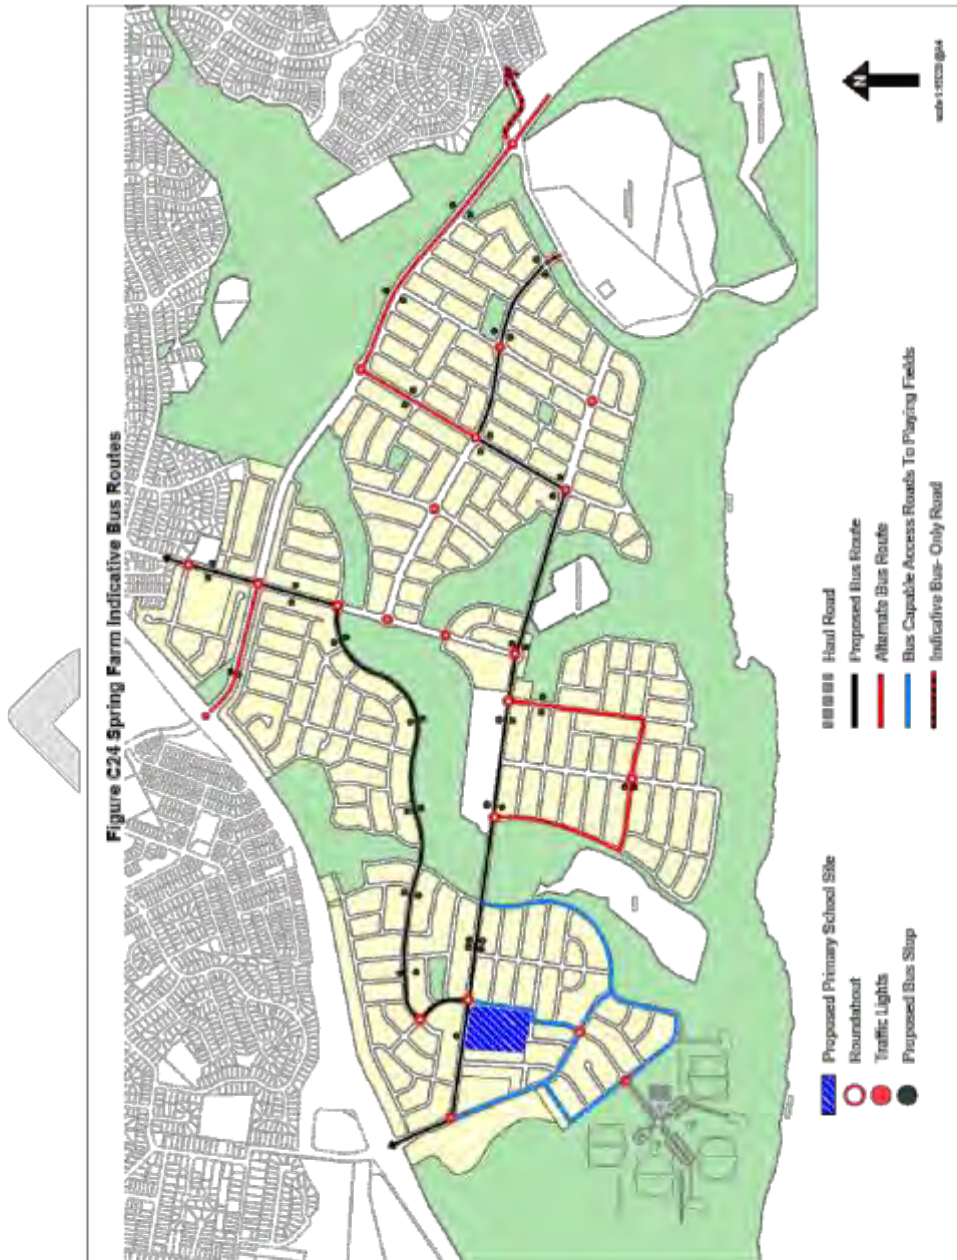 Figure C24 Spring Farm Indicative Bus Routes
Proposed Primary School Site
Roundabout
Traffic Lights
Proposed Bus Stop
Haul Road
Proposed Bus Route
Alternate Bus Route
Bus Capable Access Roads To Playing Fields
Indicative Bus- Only Road
N